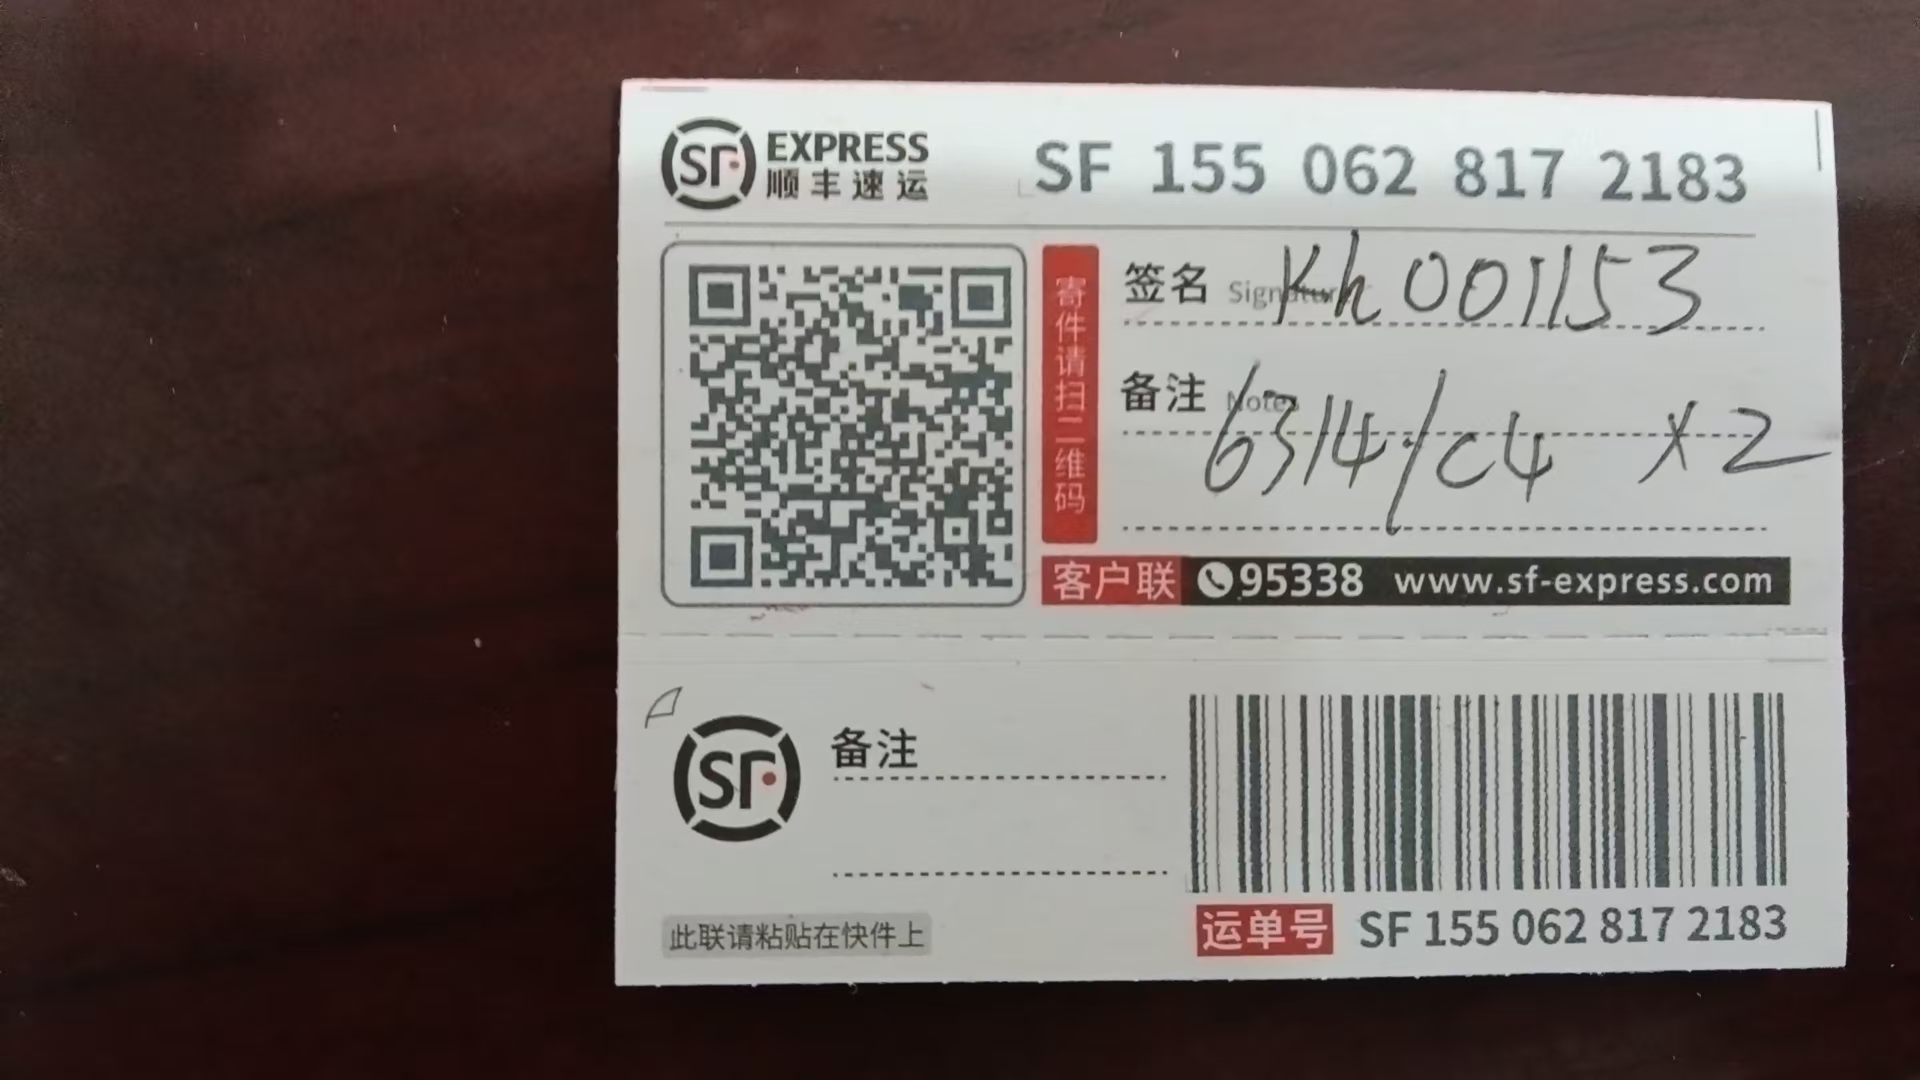 SF EXPRESS
顺丰速运
SF 155 062 817 2183
寄件请扫二维码
签名 Signature Kh001153
备注 Notes
6314/C4 X2
客户联 95338 www.sf-express.com
SF
备注
此联请粘贴在快件上
运单号 SF 155 062 817 2183